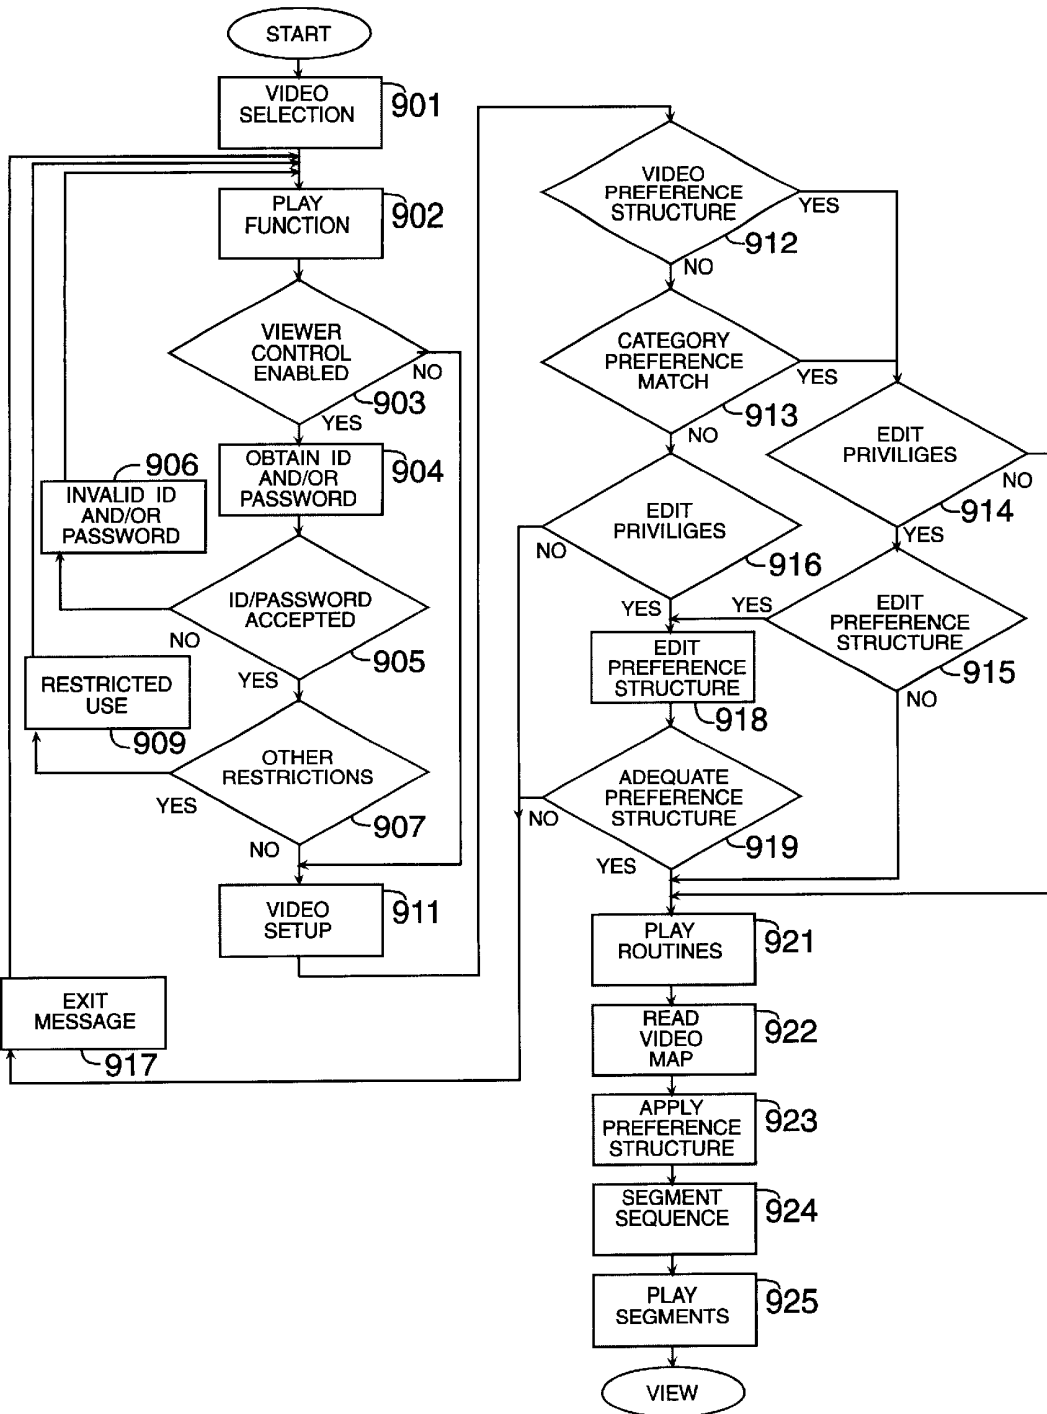 START
VIDEO
SELECTION
901
PLAY
FUNCTION
902
VIEWER
CONTROL
ENABLED
NO
903
YES
OBTAIN ID
AND/OR
PASSWORD
904
906
INVALID ID
AND/OR
PASSWORD
ID/PASSWORD
ACCEPTED
NO
905
YES
RESTRICTED
USE
909
OTHER
RESTRICTIONS
YES
907
NO
VIDEO
SETUP
911
EXIT
MESSAGE
917
VIDEO
PREFERENCE
STRUCTURE
YES
912
NO
CATEGORY
PREFERENCE
MATCH
YES
913
NO
EDIT
PRIVILIGES
NO
914
YES
EDIT
PRIVILIGES
NO
916
YES
EDIT
PREFERENCE
STRUCTURE
YES
915
NO
EDIT
PREFERENCE
STRUCTURE
918
ADEQUATE
PREFERENCE
STRUCTURE
NO
919
YES
PLAY
ROUTINES
921
READ
VIDEO
MAP
922
APPLY
PREFERENCE
STRUCTURE
923
SEGMENT
SEQUENCE
924
PLAY
SEGMENTS
925
VIEW